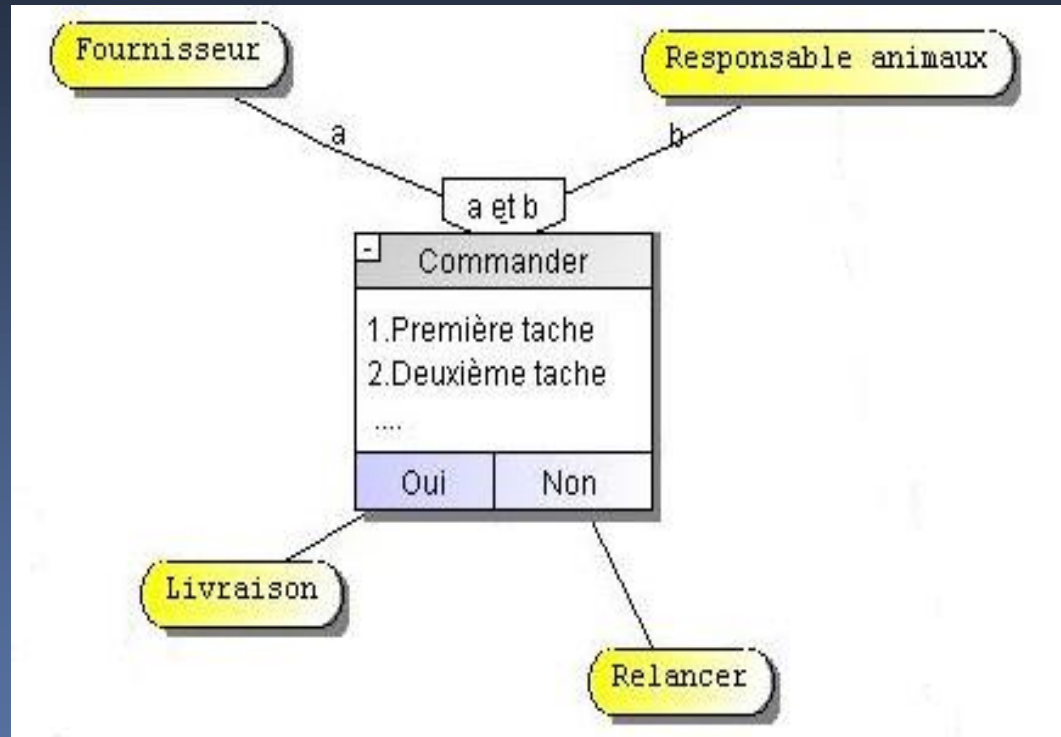 Fournisseur
Responsable animaux
a
b
a et b
-
Commander
1.Première tache
2.Deuxième tache
....
Oui
Non
Livraison
Relancer